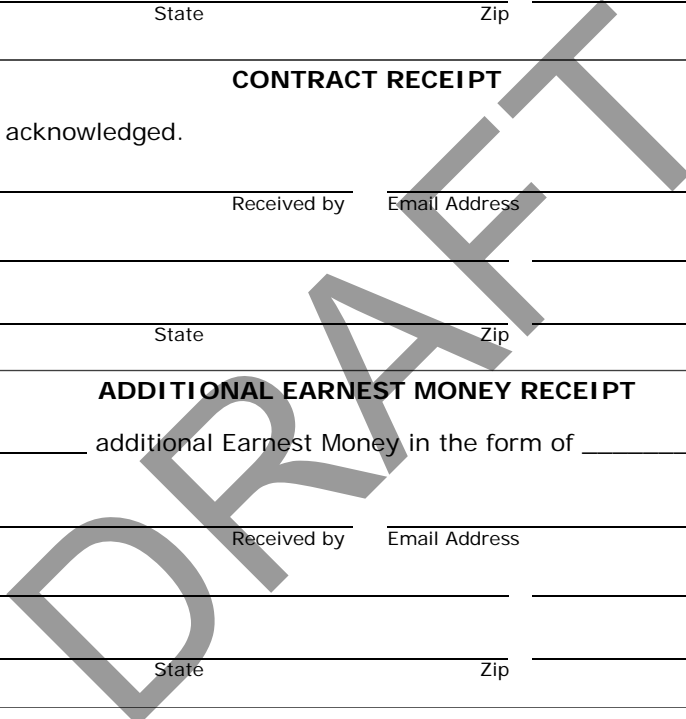 State Zip
CONTRACT RECEIPT
acknowledged.
Received by Email Address
State Zip
ADDITIONAL EARNEST MONEY RECEIPT
additional Earnest Money in the form of ________
Received by Email Address
State Zip
DRAFT